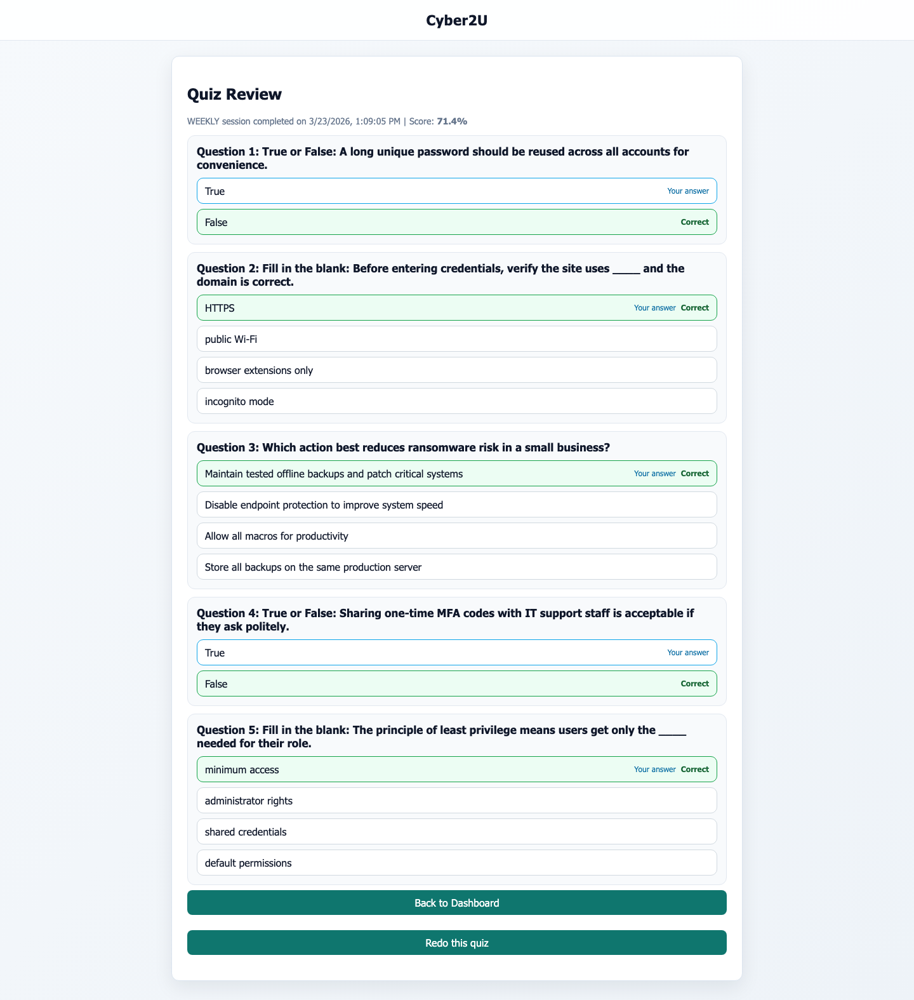 Cyber2U
Quiz Review
WEEKLY session completed on 3/23/2026, 1:09:05 PM | Score: 71.4%
Question 1: True or False: A long unique password should be reused across all accounts for
convenience.
True Your answer
False Correct
Question 2: Fill in the blank: Before entering credentials, verify the site uses ____ and the
domain is correct.
HTTPS Your answer Correct
public Wi-Fi
browser extensions only
incognito mode
Question 3: Which action best reduces ransomware risk in a small business?
Maintain tested offline backups and patch critical systems Your answer Correct
Disable endpoint protection to improve system speed
Allow all macros for productivity
Store all backups on the same production server
Question 4: True or False: Sharing one-time MFA codes with IT support staff is acceptable if
they ask politely.
True Your answer
False Correct
Question 5: Fill in the blank: The principle of least privilege means users get only the ____
needed for their role.
minimum access Your answer Correct
administrator rights
shared credentials
default permissions
Back to Dashboard
Redo this quiz